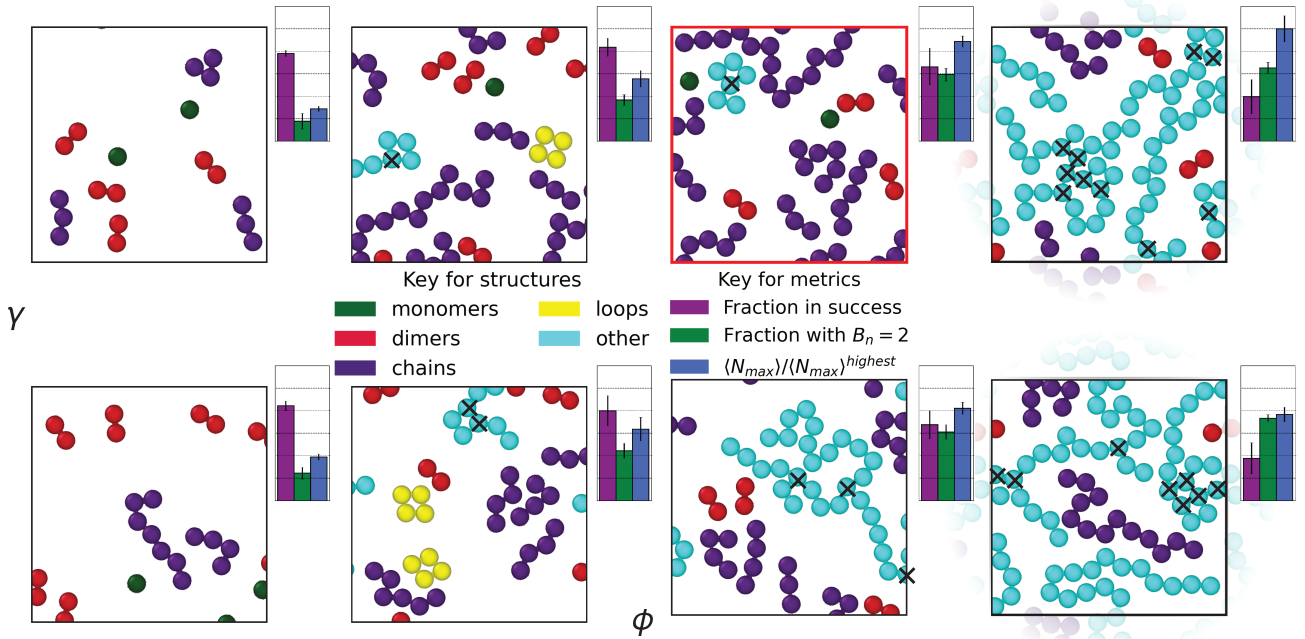 Key for structures
Key for metrics
monomers
loops
Fraction in success
γ
dimers
other
Fraction with Bₙ = 2
chains
⟨N_max⟩/⟨N_max⟩^highest
ϕ